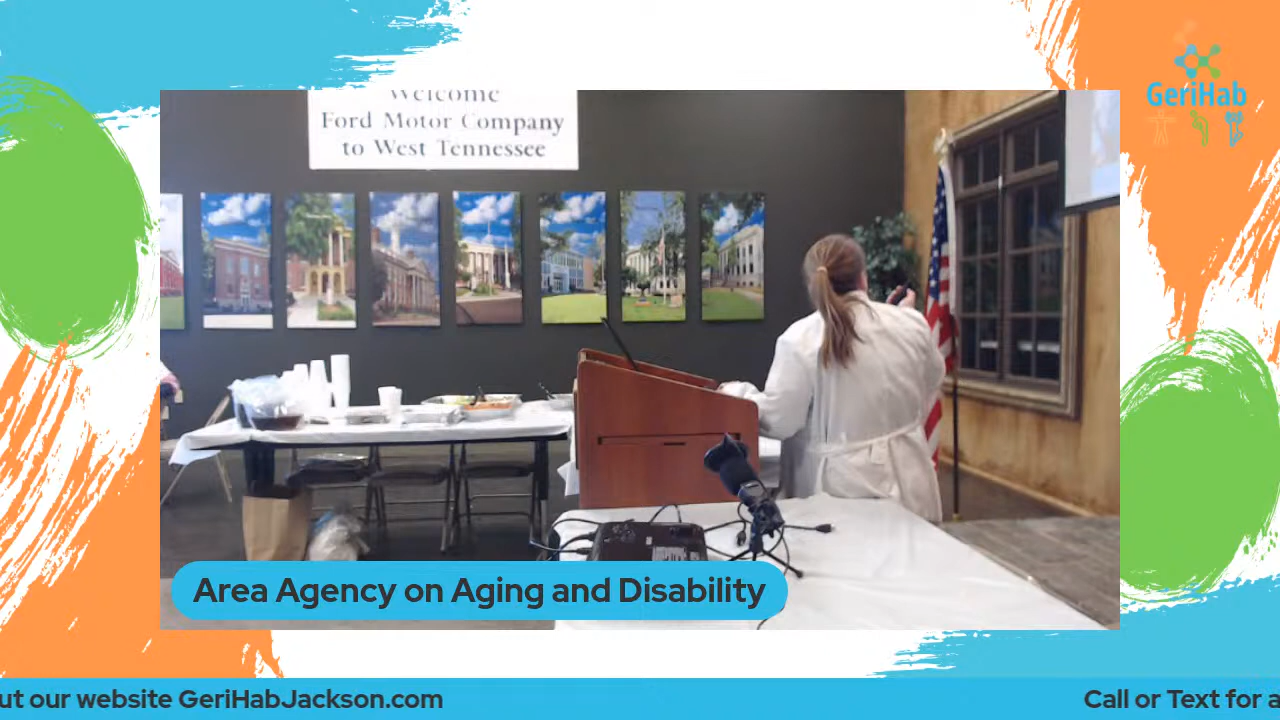 GeriHab
Welcome
Ford Motor Company
to West Tennessee
Area Agency on Aging and Disability
ut our website GeriHabJackson.com
Call or Text for a